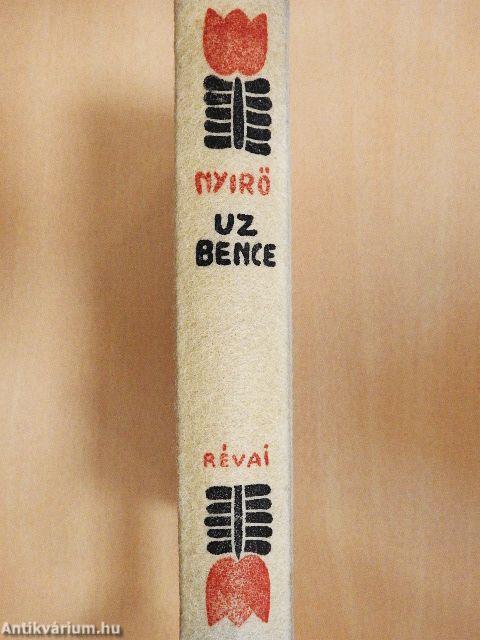 NYIRŐ
UZ
BENCE
RÉVAI
Antikvárium.hu